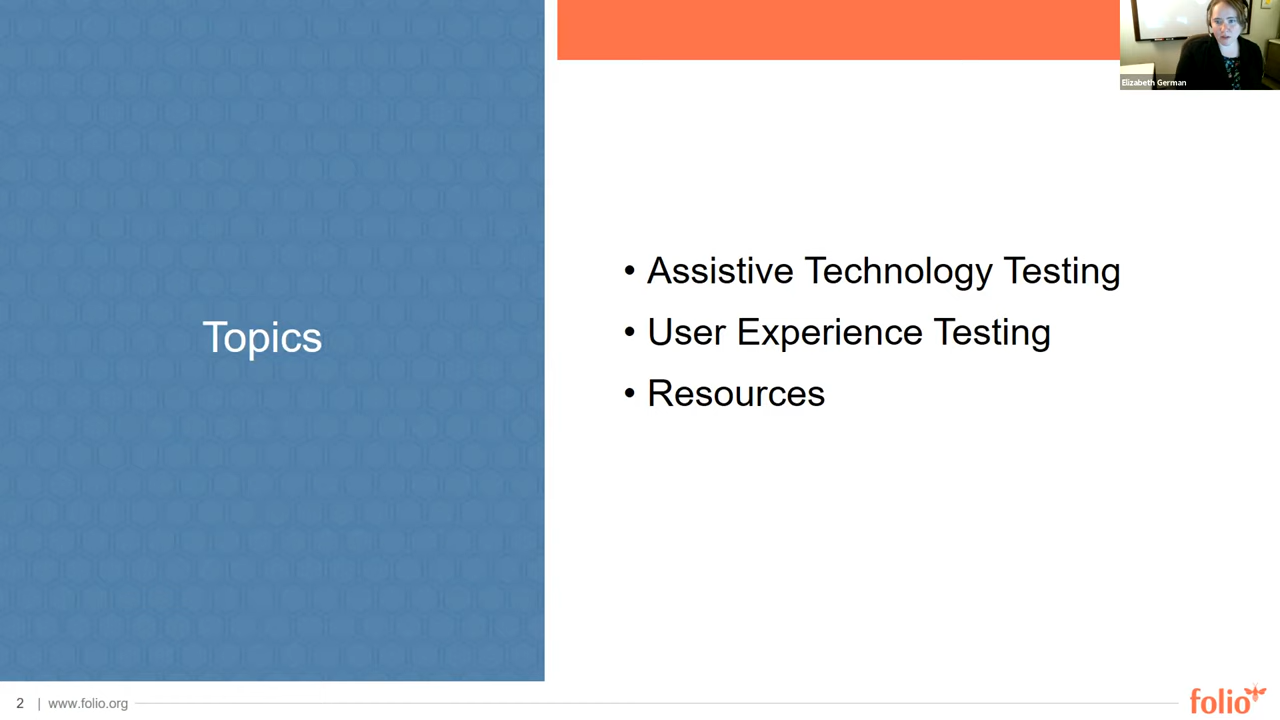 Elizabeth German
Topics
• Assistive Technology Testing
• User Experience Testing
• Resources
2 | www.folio.org
folio